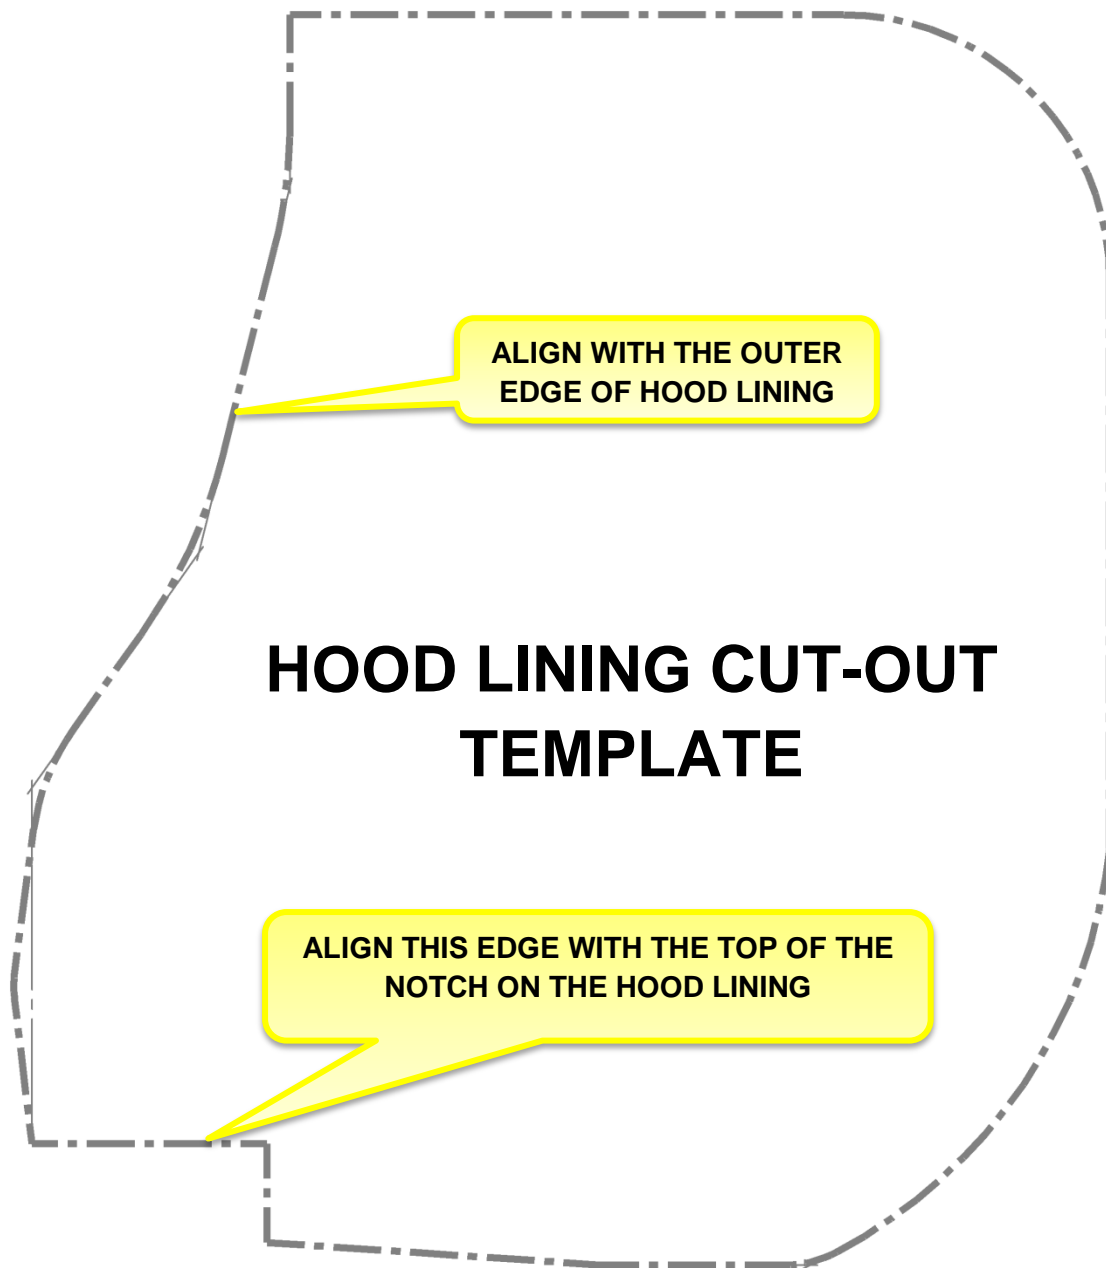 ALIGN WITH THE OUTER
EDGE OF HOOD LINING
HOOD LINING CUT-OUT
TEMPLATE
ALIGN THIS EDGE WITH THE TOP OF THE
NOTCH ON THE HOOD LINING